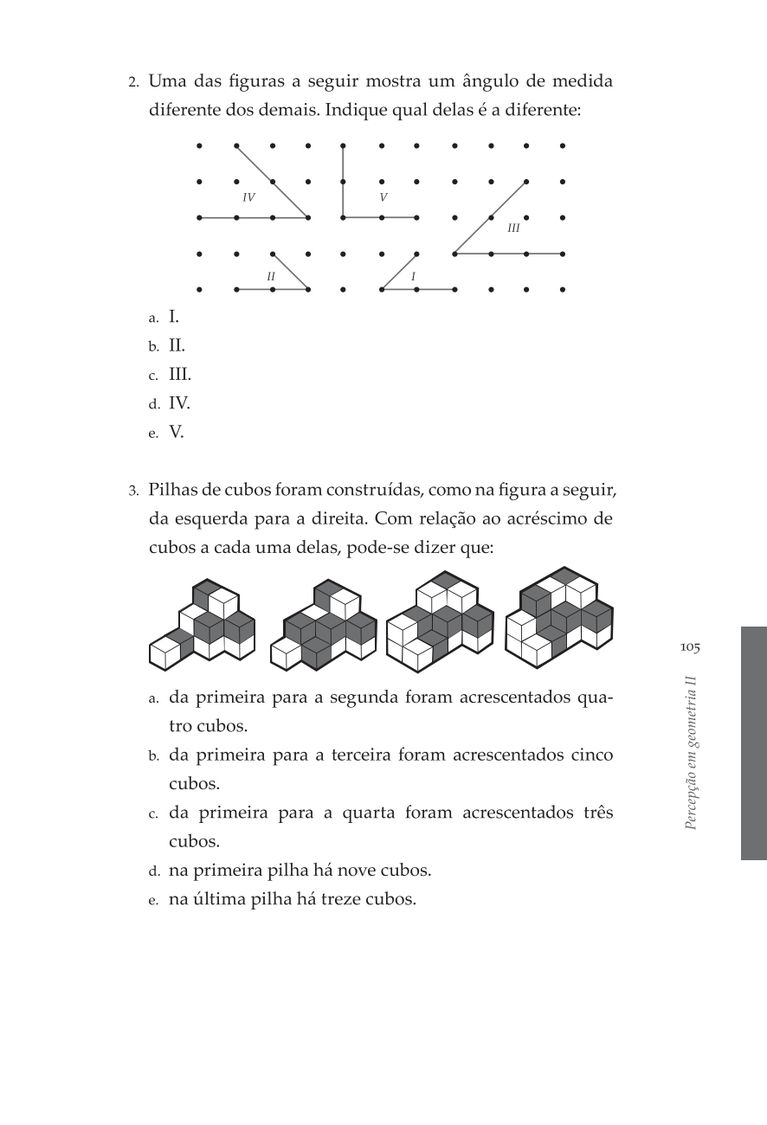 2. Uma das figuras a seguir mostra um ângulo de medida
diferente dos demais. Indique qual delas é a diferente:
IV
V
III
II
I
a. I.
b. II.
c. III.
d. IV.
e. V.
3. Pilhas de cubos foram construídas, como na figura a seguir,
da esquerda para a direita. Com relação ao acréscimo de
cubos a cada uma delas, pode-se dizer que:
a. da primeira para a segunda foram acrescentados qua-
tro cubos.
b. da primeira para a terceira foram acrescentados cinco
cubos.
c. da primeira para a quarta foram acrescentados três
cubos.
d. na primeira pilha há nove cubos.
e. na última pilha há treze cubos.
105
Percepção em geometria II